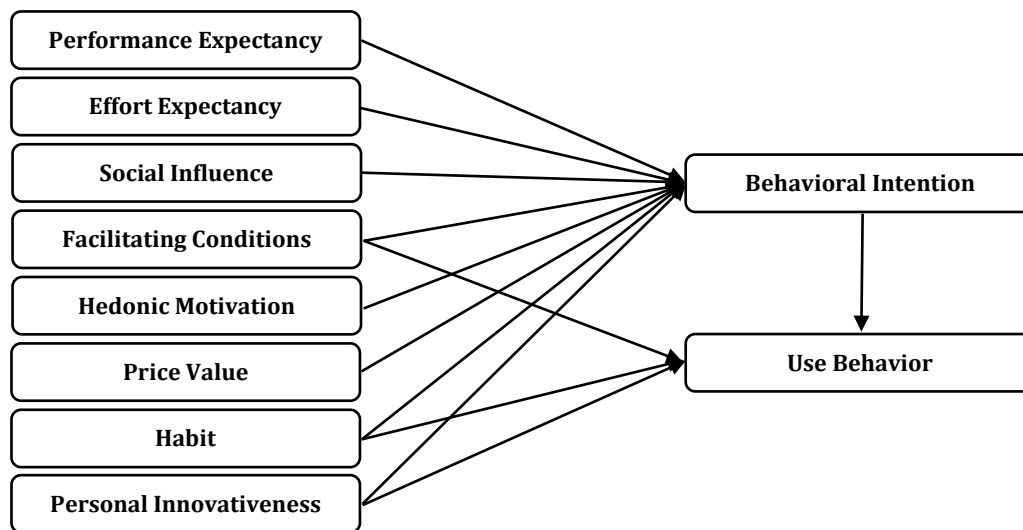 Performance Expectancy
Effort Expectancy
Social Influence
Facilitating Conditions
Hedonic Motivation
Price Value
Habit
Personal Innovativeness
Behavioral Intention
Use Behavior